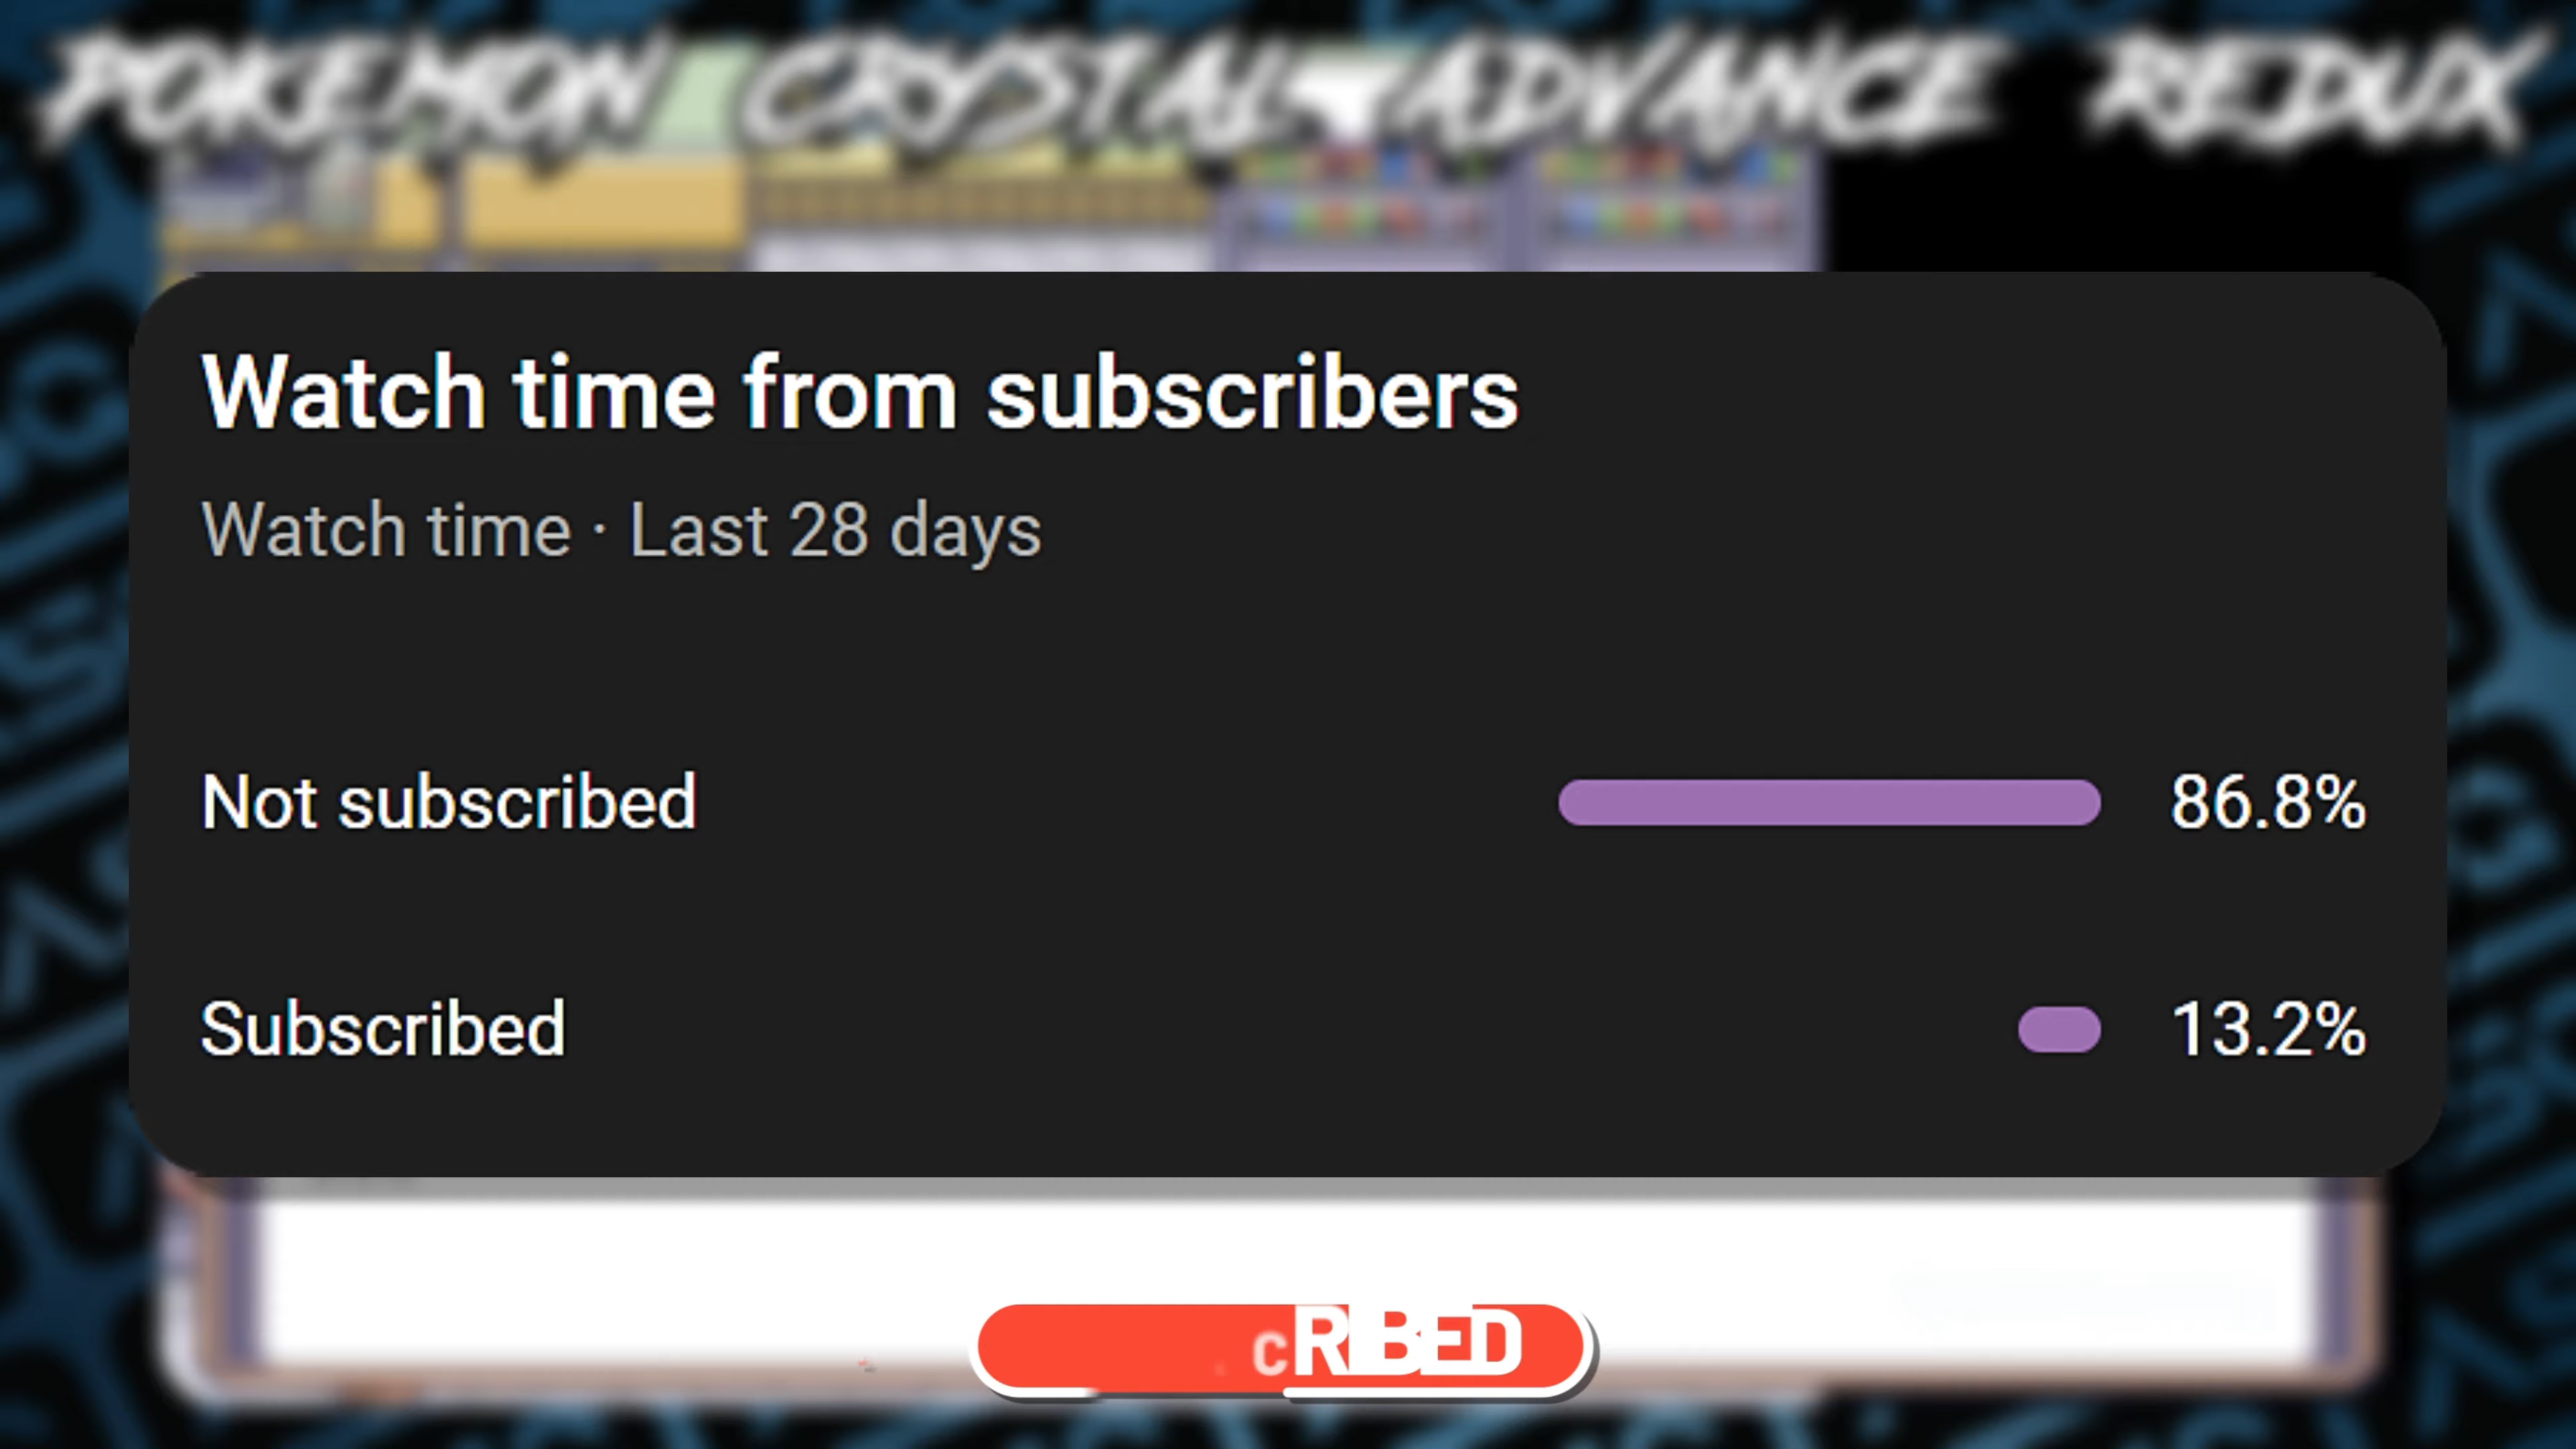 POKEMON CRYSTAL ADVANCE REDUX
Watch time from subscribers
Watch time · Last 28 days
Not subscribed 86.8%
Subscribed 13.2%
CRIBED